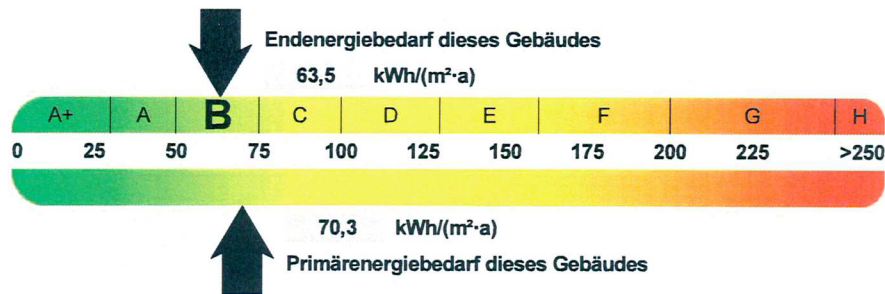 Endenergiebedarf dieses Gebäudes
63,5 kWh/(m²·a)
A+ A B C D E F G H
0 25 50 75 100 125 150 175 200 225 >250
70,3 kWh/(m²·a)
Primärenergiebedarf dieses Gebäudes